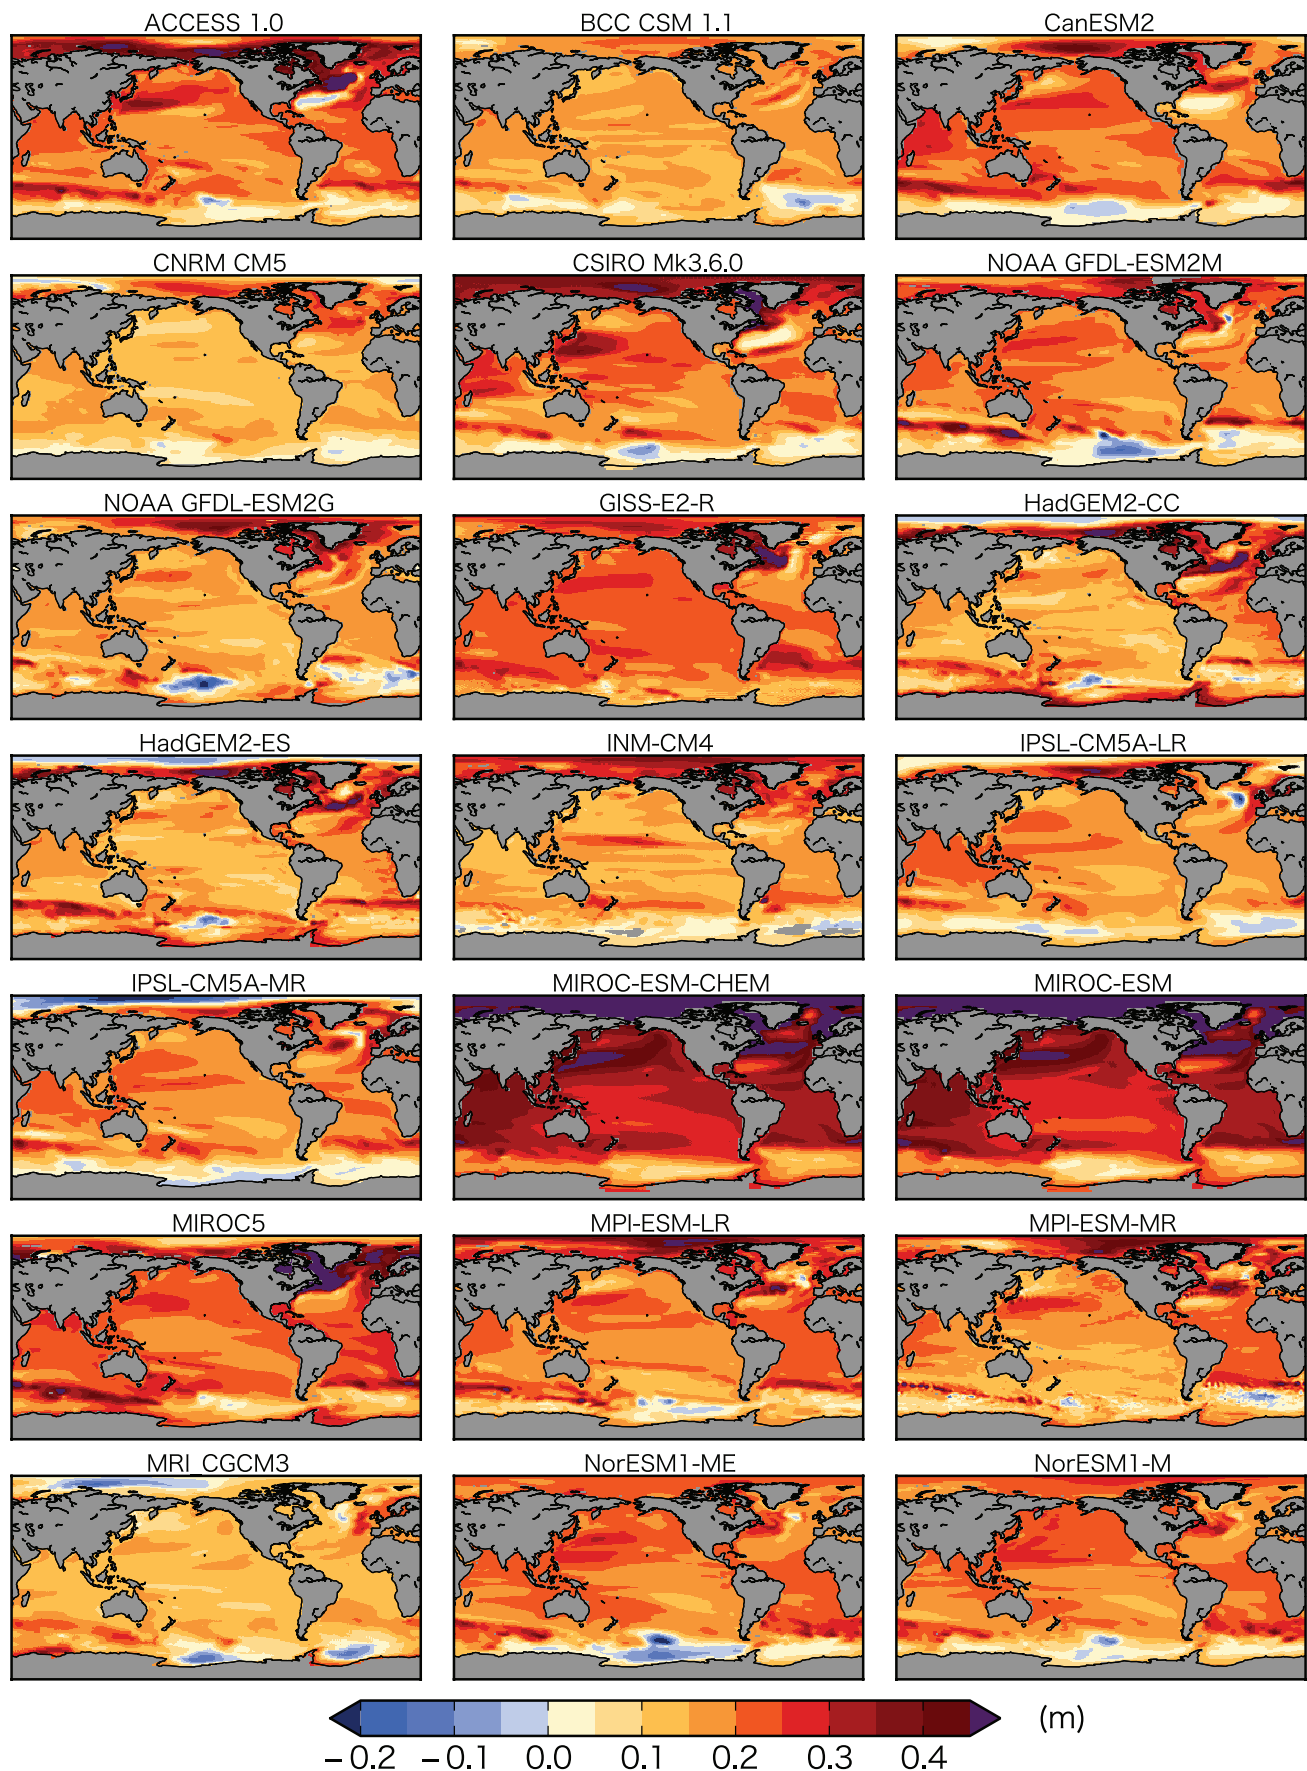 ACCESS 1.0
BCC CSM 1.1
CanESM2
CNRM CM5
CSIRO Mk3.6.0
NOAA GFDL-ESM2M
NOAA GFDL-ESM2G
GISS-E2-R
HadGEM2-CC
HadGEM2-ES
INM-CM4
IPSL-CM5A-LR
IPSL-CM5A-MR
MIROC-ESM-CHEM
MIROC-ESM
MIROC5
MPI-ESM-LR
MPI-ESM-MR
MRI_CGCM3
NorESM1-ME
NorESM1-M
(m)
−0.2 −0.1 0.0 0.1 0.2 0.3 0.4